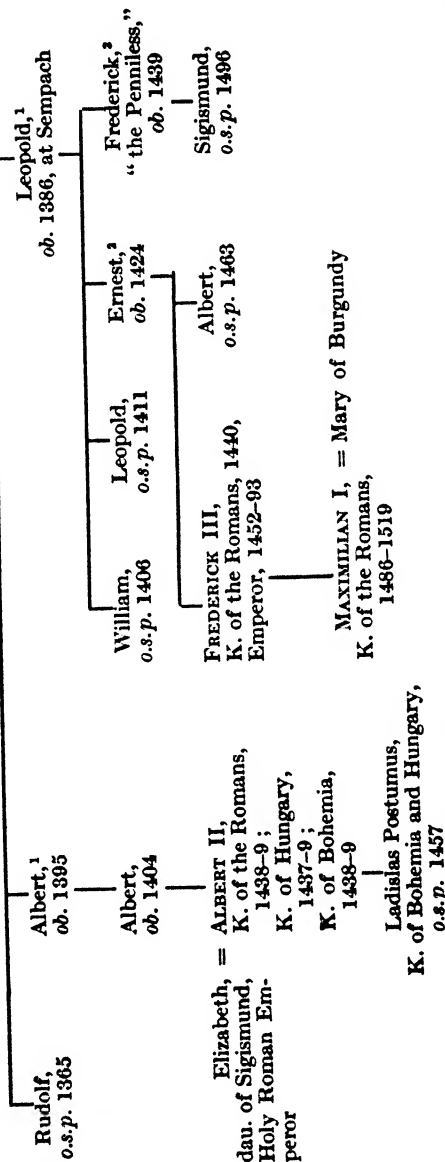 Rudolf,
o.s.p. 1365
Albert,¹
ob. 1395
Leopold,¹
ob. 1386, at Sempach
Albert,
ob. 1404
William,
o.s.p. 1406
Leopold,
o.s.p. 1411
Ernest,²
ob. 1424
Frederick,²
“the Penniless,”
ob. 1439
Elizabeth, =
dau. of Sigismund,
Holy Roman Em-
peror
ALBERT II,
K. of the Romans,
1438–9;
K. of Hungary,
1437–9;
K. of Bohemia,
1438–9
FREDERICK III,
K. of the Romans, 1440,
Emperor, 1452–93
Albert,
o.s.p. 1463
Sigismund,
o.s.p. 1496
Ladislas Postumus,
K. of Bohemia and Hungary,
o.s.p. 1457
MAXIMILIAN I, = Mary of Burgundy
K. of the Romans,
1486–1519